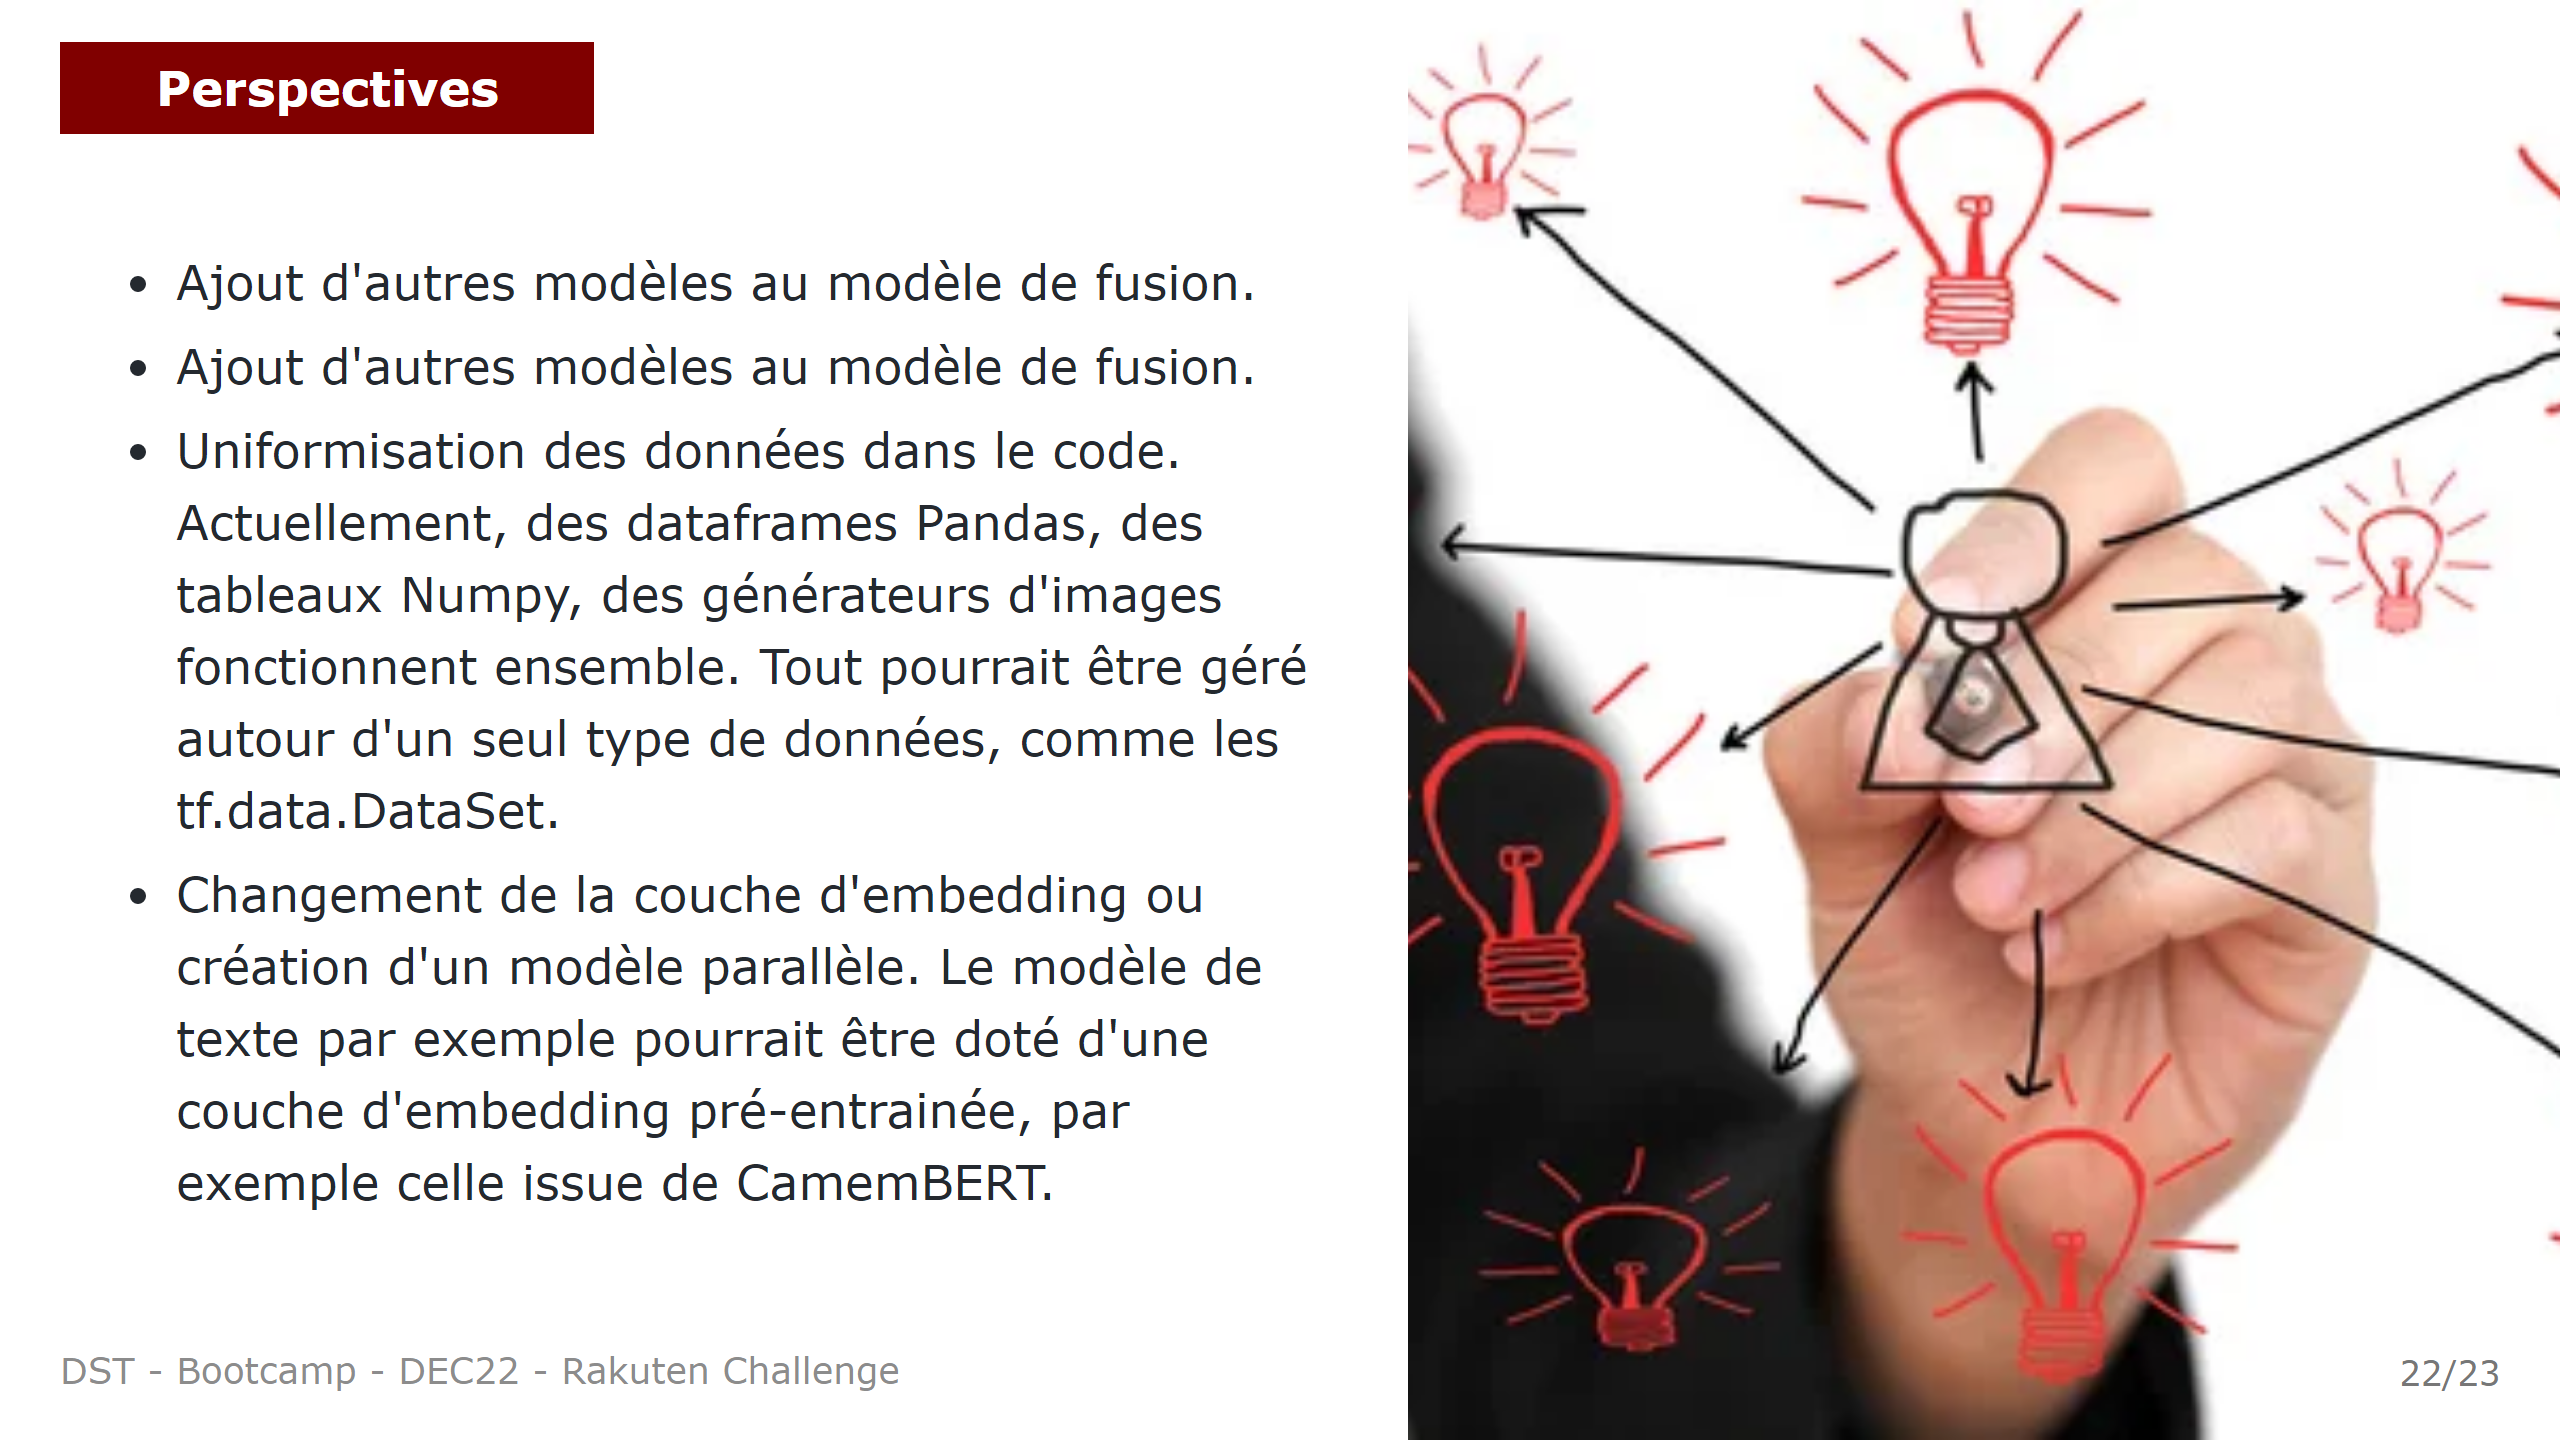 Perspectives
• Ajout d'autres modèles au modèle de fusion.
• Ajout d'autres modèles au modèle de fusion.
• Uniformisation des données dans le code.
Actuellement, des dataframes Pandas, des
tableaux Numpy, des générateurs d'images
fonctionnent ensemble. Tout pourrait être géré
autour d'un seul type de données, comme les
tf.data.DataSet.
• Changement de la couche d'embedding ou
création d'un modèle parallèle. Le modèle de
texte par exemple pourrait être doté d'une
couche d'embedding pré-entrainée, par
exemple celle issue de CamemBERT.
DST - Bootcamp - DEC22 - Rakuten Challenge
22/23